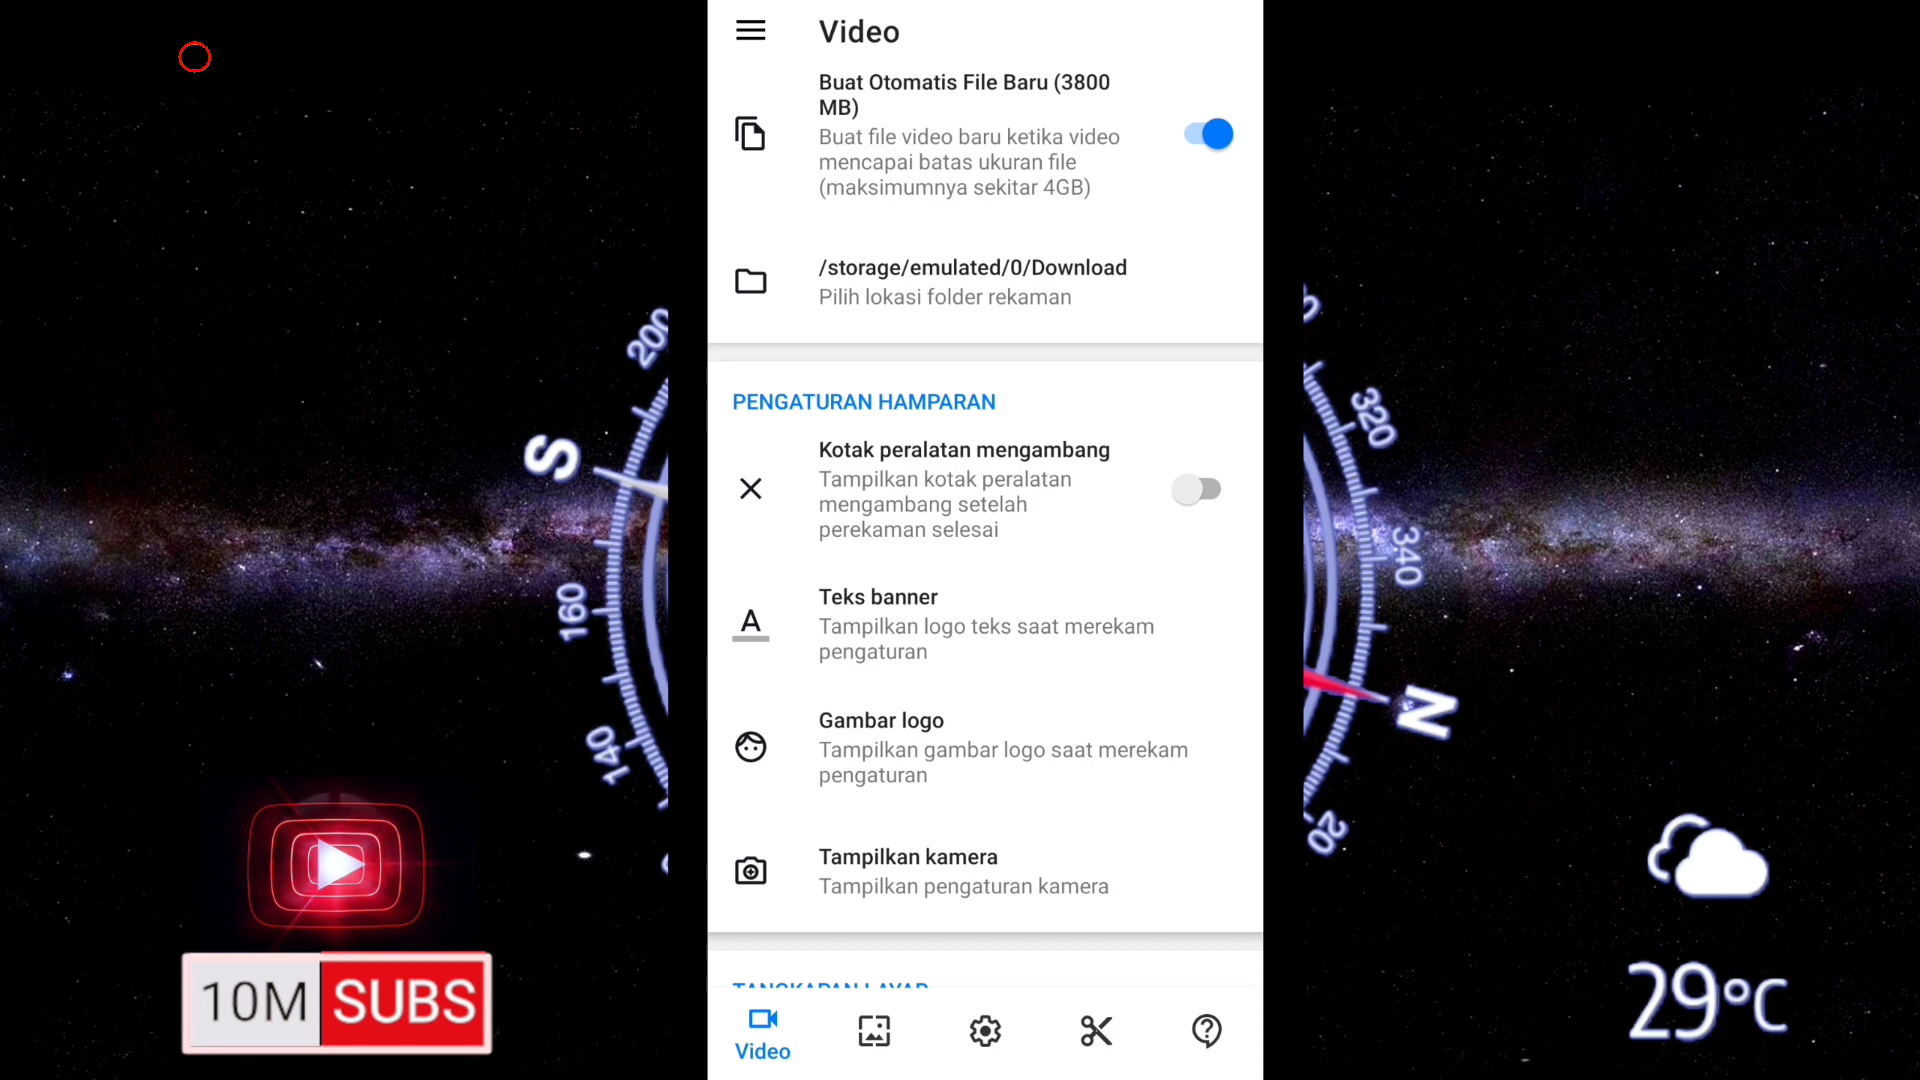 Video
Buat Otomatis File Baru (3800
MB)
Buat file video baru ketika video
mencapai batas ukuran file
(maksimumnya sekitar 4GB)
/storage/emulated/0/Download
Pilih lokasi folder rekaman
PENGATURAN HAMPARAN
Kotak peralatan mengambang
Tampilkan kotak peralatan
mengambang setelah
perekaman selesai
Teks banner
Tampilkan logo teks saat merekam
pengaturan
Gambar logo
Tampilkan gambar logo saat merekam
pengaturan
Tampilkan kamera
Tampilkan pengaturan kamera
TANGKAPAN LAYAR
Video
200
S
160
140
10M SUBS
320
340
N
20
29°C